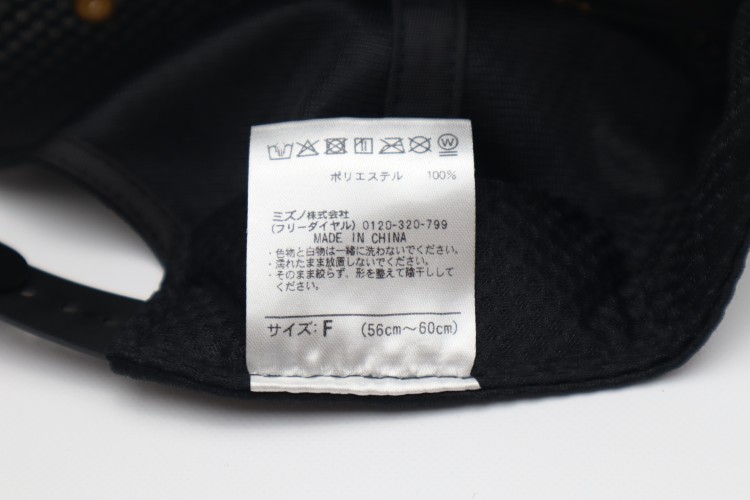 W
ポリエステル 100%
ミズノ株式会社
(フリーダイヤル) 0120-320-799
MADE IN CHINA
・色物と白物は一緒に洗わないでください。
・濡れたまま放置しないでください。
・そのまま絞らず、形を整えて陰干しして
ください。
サイズ:F (56cm〜60cm)